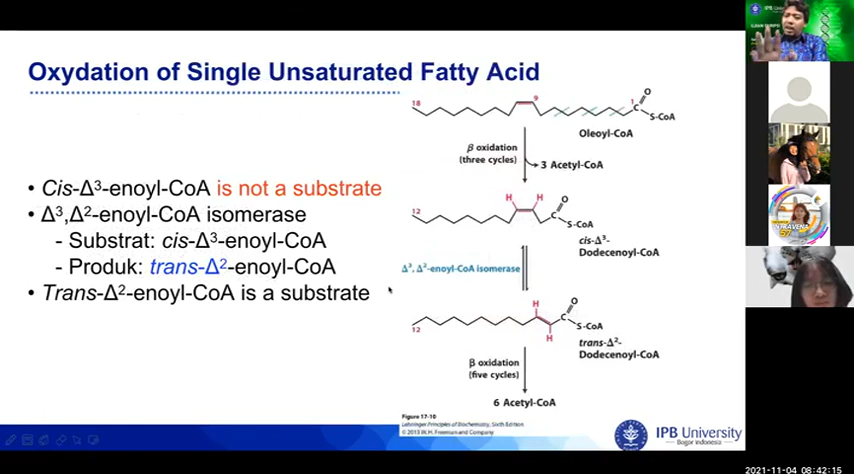 Oxydation of Single Unsaturated Fatty Acid
• Cis-Δ³-enoyl-CoA is not a substrate
• Δ³,Δ²-enoyl-CoA isomerase
- Substrat: cis-Δ³-enoyl-CoA
- Produk: trans-Δ²-enoyl-CoA
• Trans-Δ²-enoyl-CoA is a substrate
18
9
1
O
C
S-CoA
Oleoyl-CoA
β oxidation
(three cycles)
3 Acetyl-CoA
H H
O
12
C
S-CoA
cis-Δ³-
Dodecenoyl-CoA
Δ³, Δ²-enoyl-CoA isomerase
H
O
C
12
S-CoA
H
trans-Δ²-
Dodecenoyl-CoA
β oxidation
(five cycles)
6 Acetyl-CoA
Figure 17-10
Lehninger Principles of Biochemistry, Sixth Edition
© 2013 W. H. Freeman and Company
IPB University
Bogor Indonesia
IPB Univer
INTRAVENA
57
2021-11-04 08:42:15